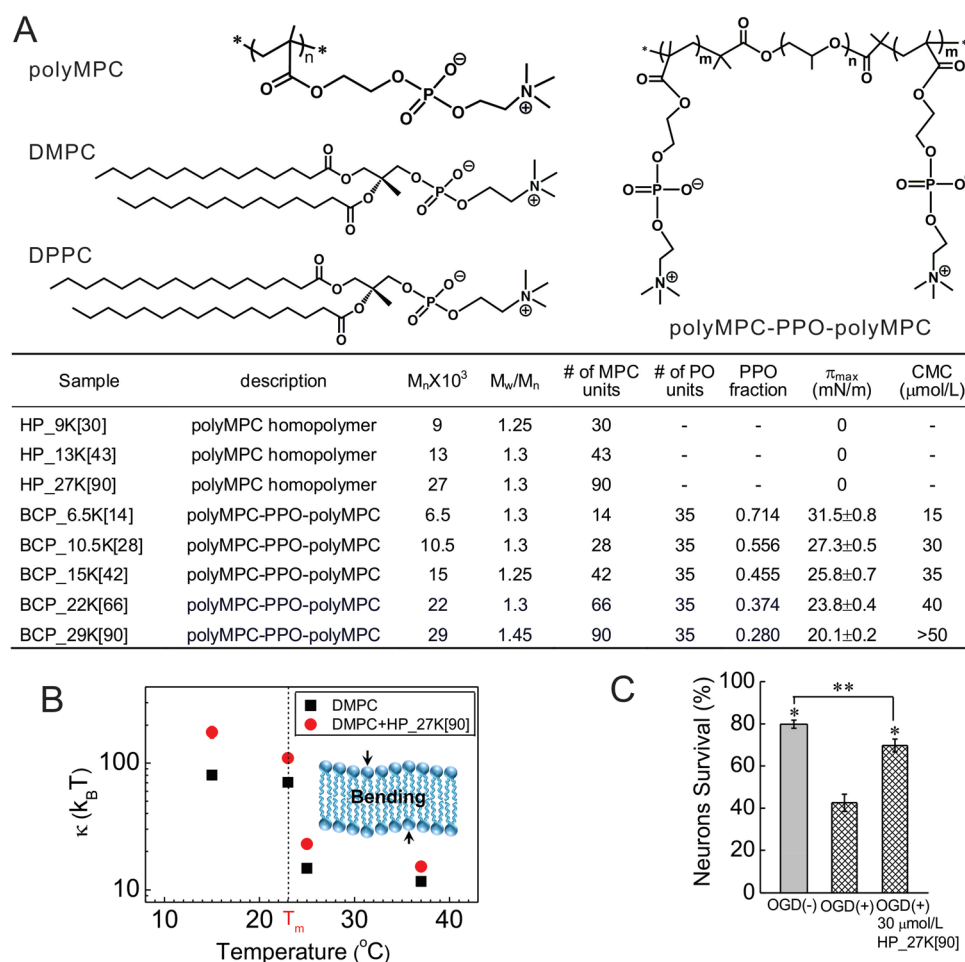 A
polyMPC
DMPC
DPPC
polyMPC-PPO-polyMPC
Sample description MnX10³ Mw/Mn # of MPC units # of PO units PPO fraction πmax (mN/m) CMC (μmol/L)
HP_9K[30] polyMPC homopolymer 9 1.25 30 - - 0 -
HP_13K[43] polyMPC homopolymer 13 1.3 43 - - 0 -
HP_27K[90] polyMPC homopolymer 27 1.3 90 - - 0 -
BCP_6.5K[14] polyMPC-PPO-polyMPC 6.5 1.3 14 35 0.714 31.5±0.8 15
BCP_10.5K[28] polyMPC-PPO-polyMPC 10.5 1.3 28 35 0.556 27.3±0.5 30
BCP_15K[42] polyMPC-PPO-polyMPC 15 1.25 42 35 0.455 25.8±0.7 35
BCP_22K[66] polyMPC-PPO-polyMPC 22 1.3 66 35 0.374 23.8±0.4 40
BCP_29K[90] polyMPC-PPO-polyMPC 29 1.45 90 35 0.280 20.1±0.2 >50
B
DMPC
DMPC+HP_27K[90]
Bending
κ (kBT)
100
10
10 20 30 40
Tm
Temperature (°C)
C
Neurons Survival (%)
100
80
60
40
20
0
* ** *
OGD(-) OGD(+) OGD(+)
30 μmol/L
HP_27K[90]